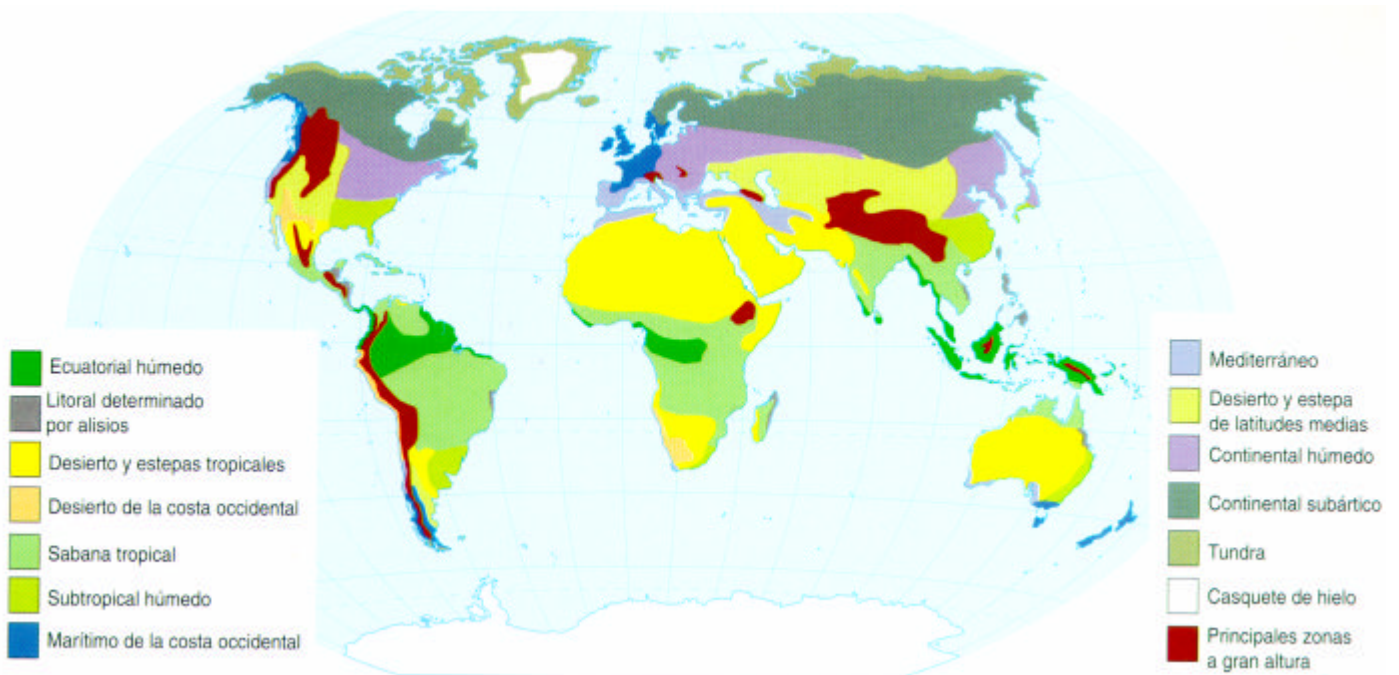 Ecuatorial húmedo
Litoral determinado
por alisios
Desierto y estepas tropicales
Desierto de la costa occidental
Sabana tropical
Subtropical húmedo
Marítimo de la costa occidental
Mediterráneo
Desierto y estepa
de latitudes medias
Continental húmedo
Continental subártico
Tundra
Casquete de hielo
Principales zonas
a gran altura